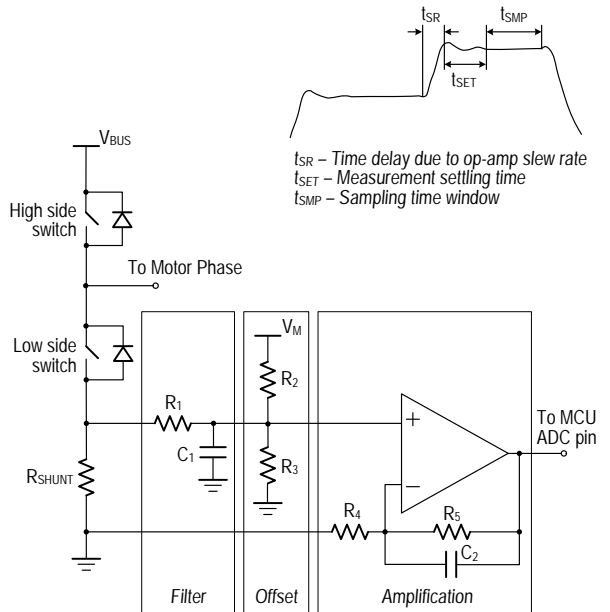 tSR
tSMP
tSET
tSR – Time delay due to op-amp slew rate
tSET – Measurement settling time
tSMP – Sampling time window
VBUS
High side
switch
To Motor Phase
Low side
switch
VM
R2
R1
C1
R3
+
−
To MCU
ADC pin
RSHUNT
R4
R5
C2
Filter
Offset
Amplification